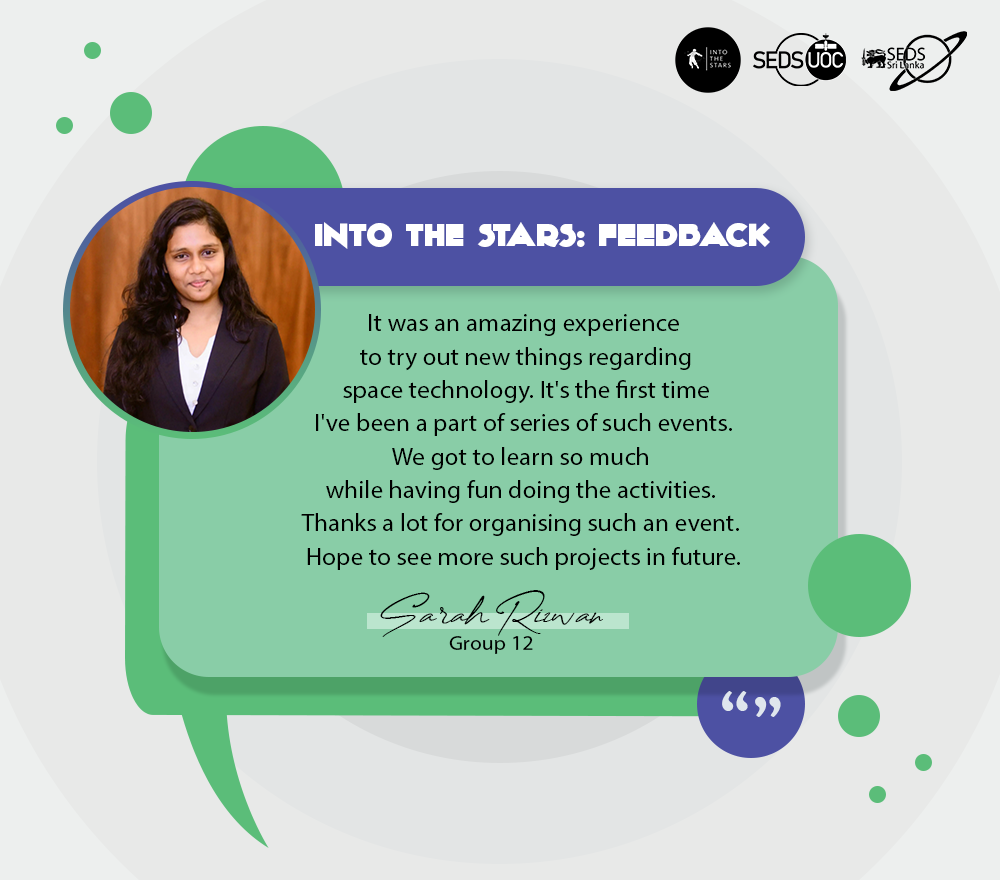 INTO
THE
STARS
SEDS UOC
SEDS
Sri Lanka
INTO THE STARS: FEEDBACK
It was an amazing experience
to try out new things regarding
space technology. It's the first time
I've been a part of series of such events.
We got to learn so much
while having fun doing the activities.
Thanks a lot for organising such an event.
Hope to see more such projects in future.
Sarah Rizwan
Group 12
“ ”